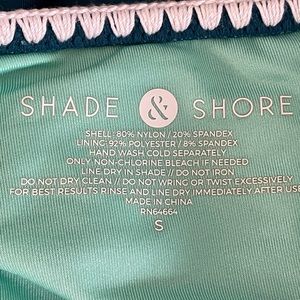 SHADE & SHORE
SHELL: 80% NYLON / 20% SPANDEX
LINING: 92% POLYESTER / 8% SPANDEX
HAND WASH COLD SEPARATELY
ONLY NON-CHLORINE BLEACH IF NEEDED
LINE DRY IN SHADE // DO NOT IRON
DO NOT DRY CLEAN // DO NOT WRING OR TWIST EXCESSIVELY
FOR BEST RESULTS RINSE AND LINE DRY IMMEDIATELY AFTER USE
MADE IN CHINA
RN64664
S